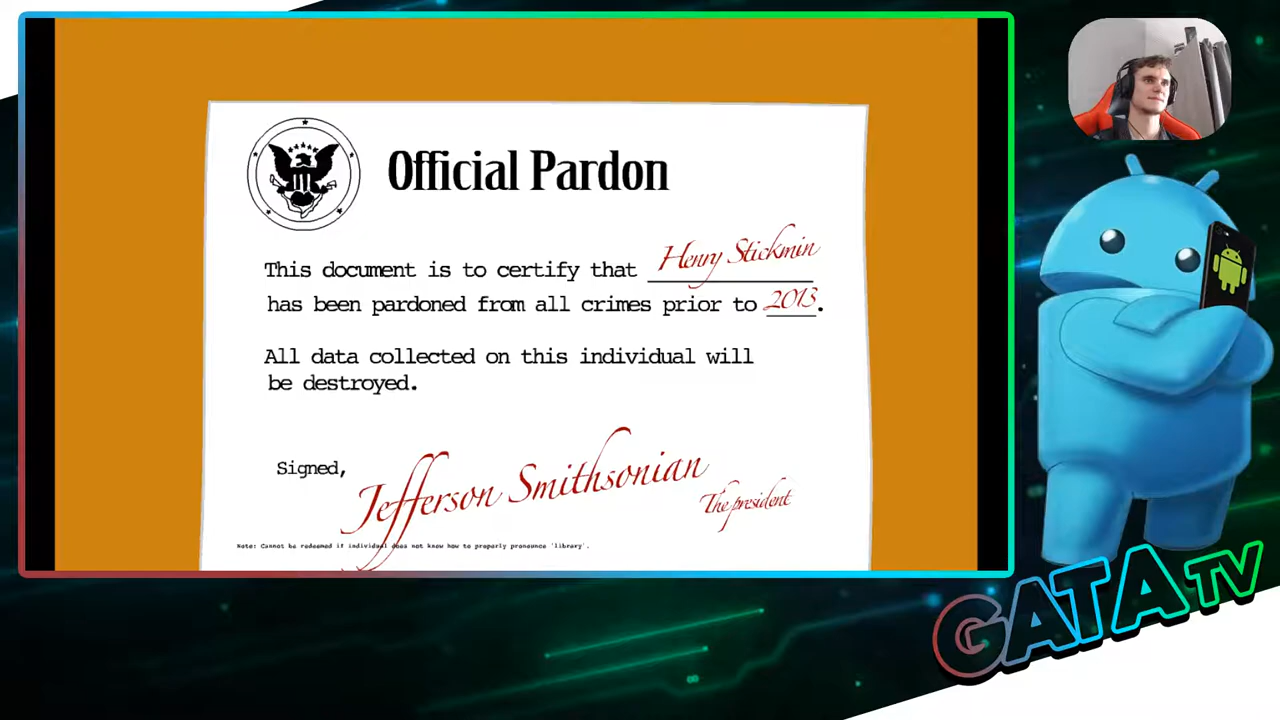 Official Pardon
This document is to certify that Henry Stickmin
has been pardoned from all crimes prior to 2013.
All data collected on this individual will
be destroyed.
Signed,
Jefferson Smithsonian
The president
Note: Cannot be redeemed if individual does not know how to properly pronounce 'library'.
GATA TV